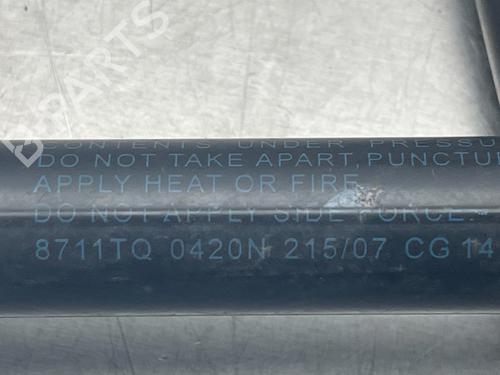 B-PARTS
CONTENTS UNDER PRESSU
DO NOT TAKE APART, PUNCTUR
APPLY HEAT OR FIRE
DO NOT APPLY SIDE FORCE.
8711TQ 0420N 215/07 CG 14